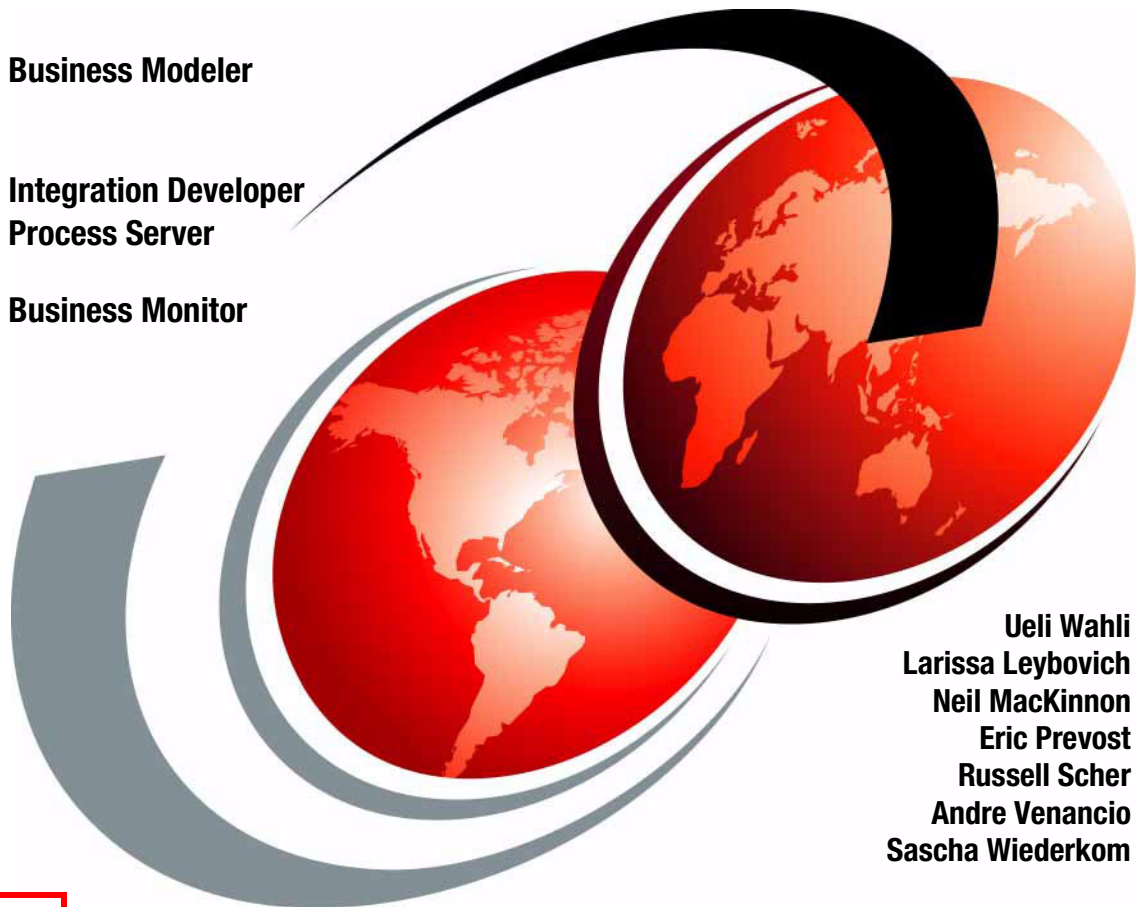 Business Modeler
Integration Developer
Process Server
Business Monitor
Ueli Wahli
Larissa Leybovich
Neil MacKinnon
Eric Prevost
Russell Scher
Andre Venancio
Sascha Wiederkom